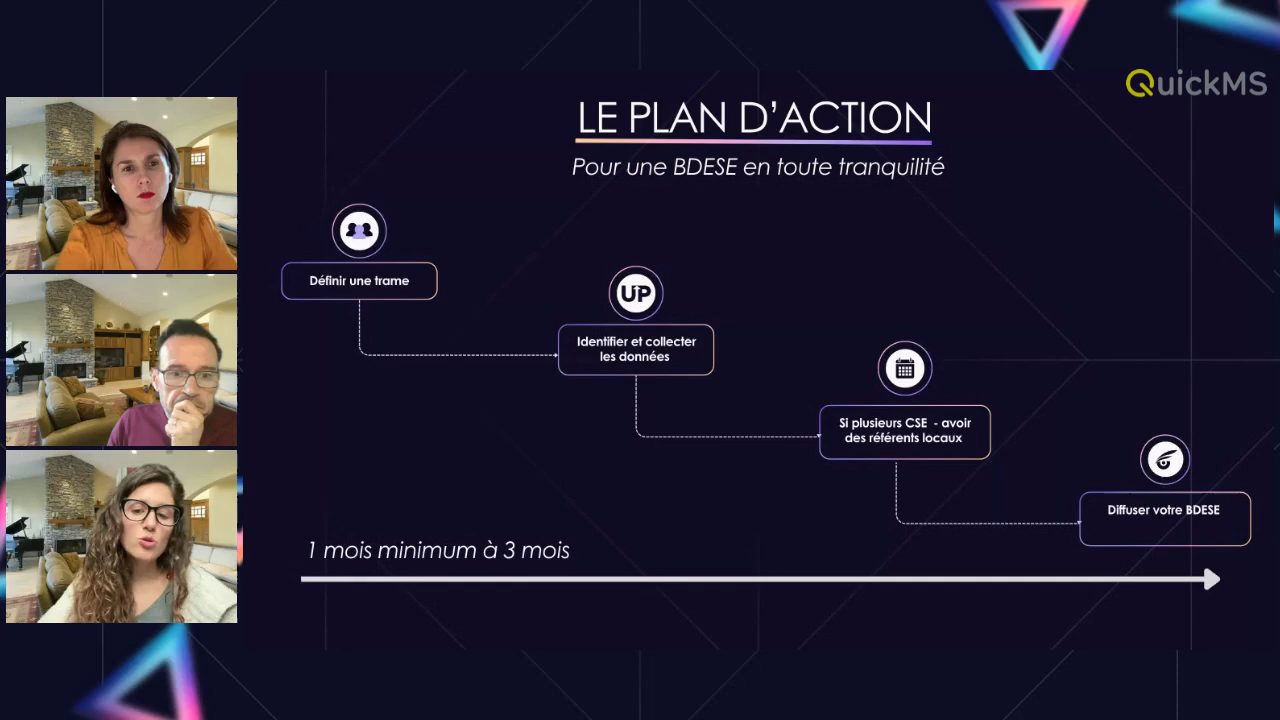 QuickMS
LE PLAN D'ACTION
Pour une BDESE en toute tranquilité
Définir une trame
UP
Identifier et collecter
les données
Si plusieurs CSE - avoir
des référents locaux
Diffuser votre BDESE
1 mois minimum à 3 mois